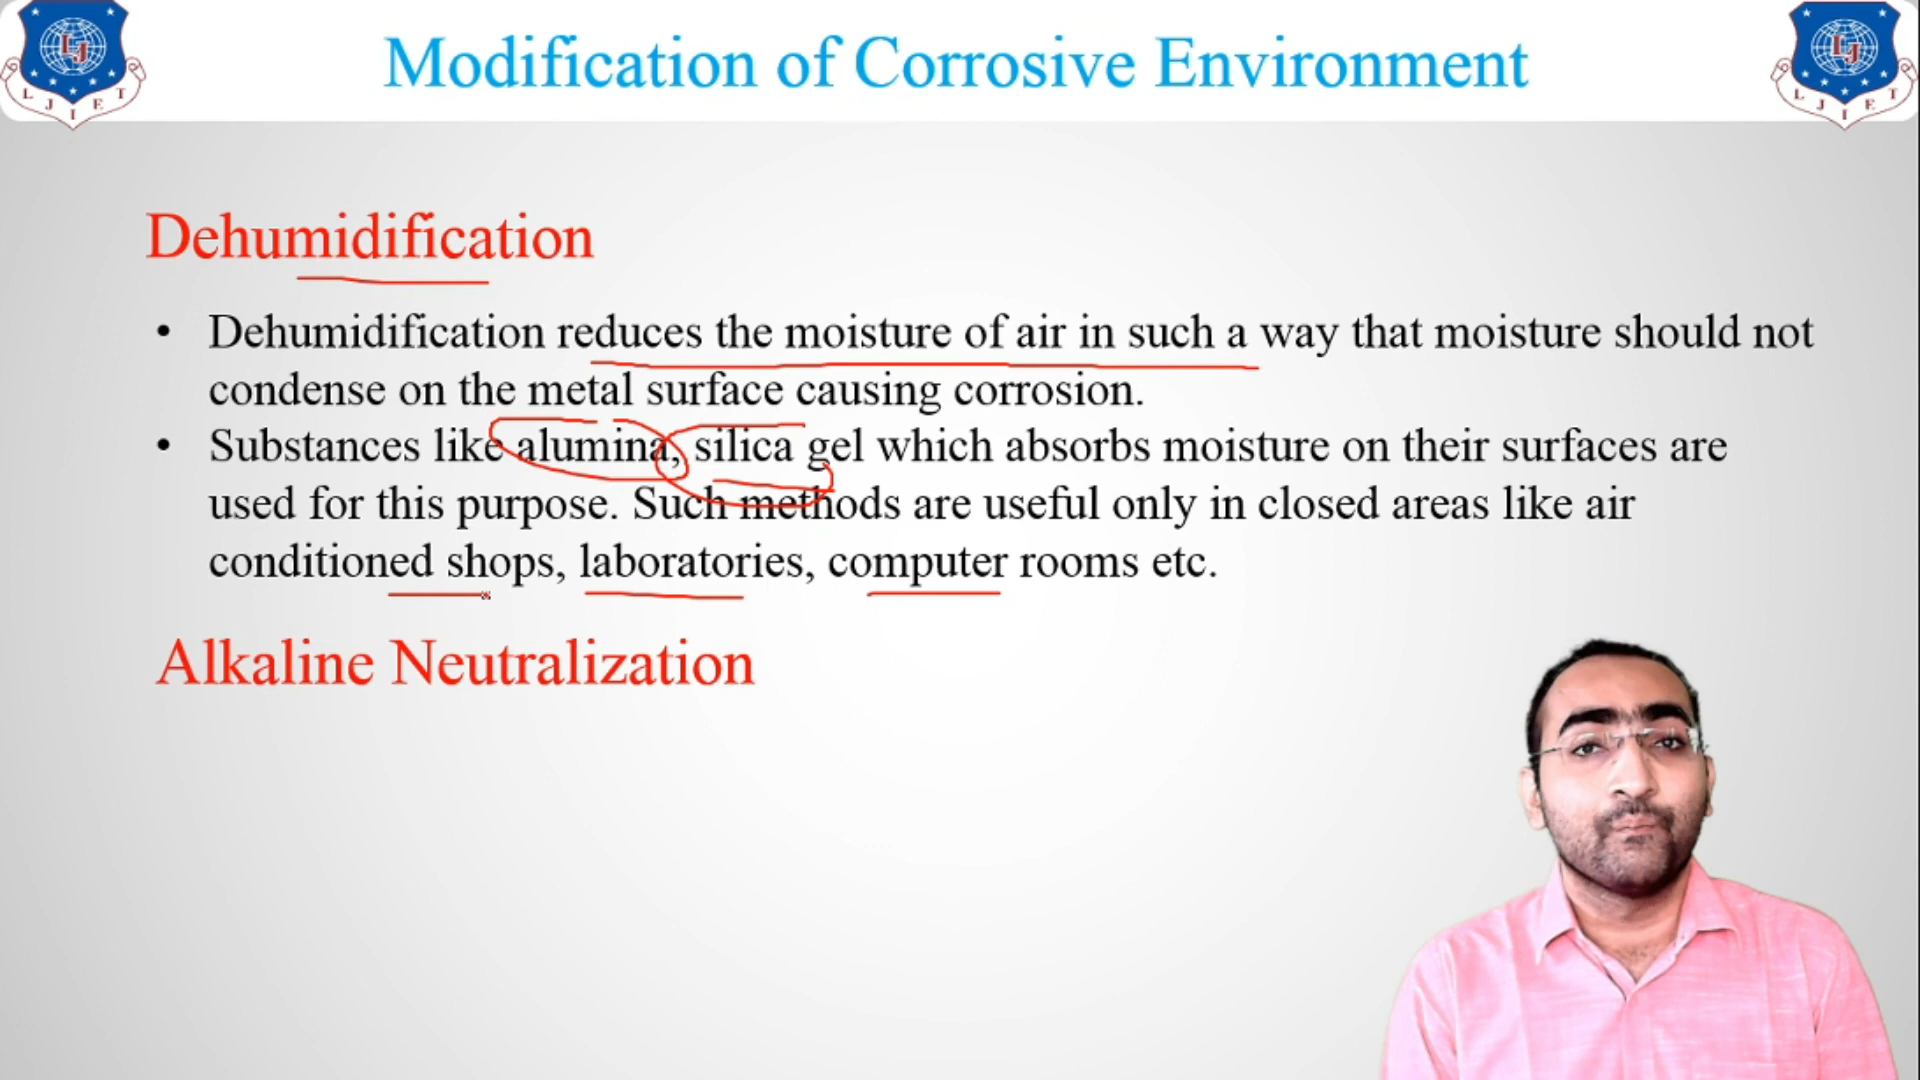 Modification of Corrosive Environment
LJ
L J I E T
LJ
L J I E T
Dehumidification
• Dehumidification reduces the moisture of air in such a way that moisture should not
condense on the metal surface causing corrosion.
• Substances like alumina, silica gel which absorbs moisture on their surfaces are
used for this purpose. Such methods are useful only in closed areas like air
conditioned shops, laboratories, computer rooms etc.
Alkaline Neutralization